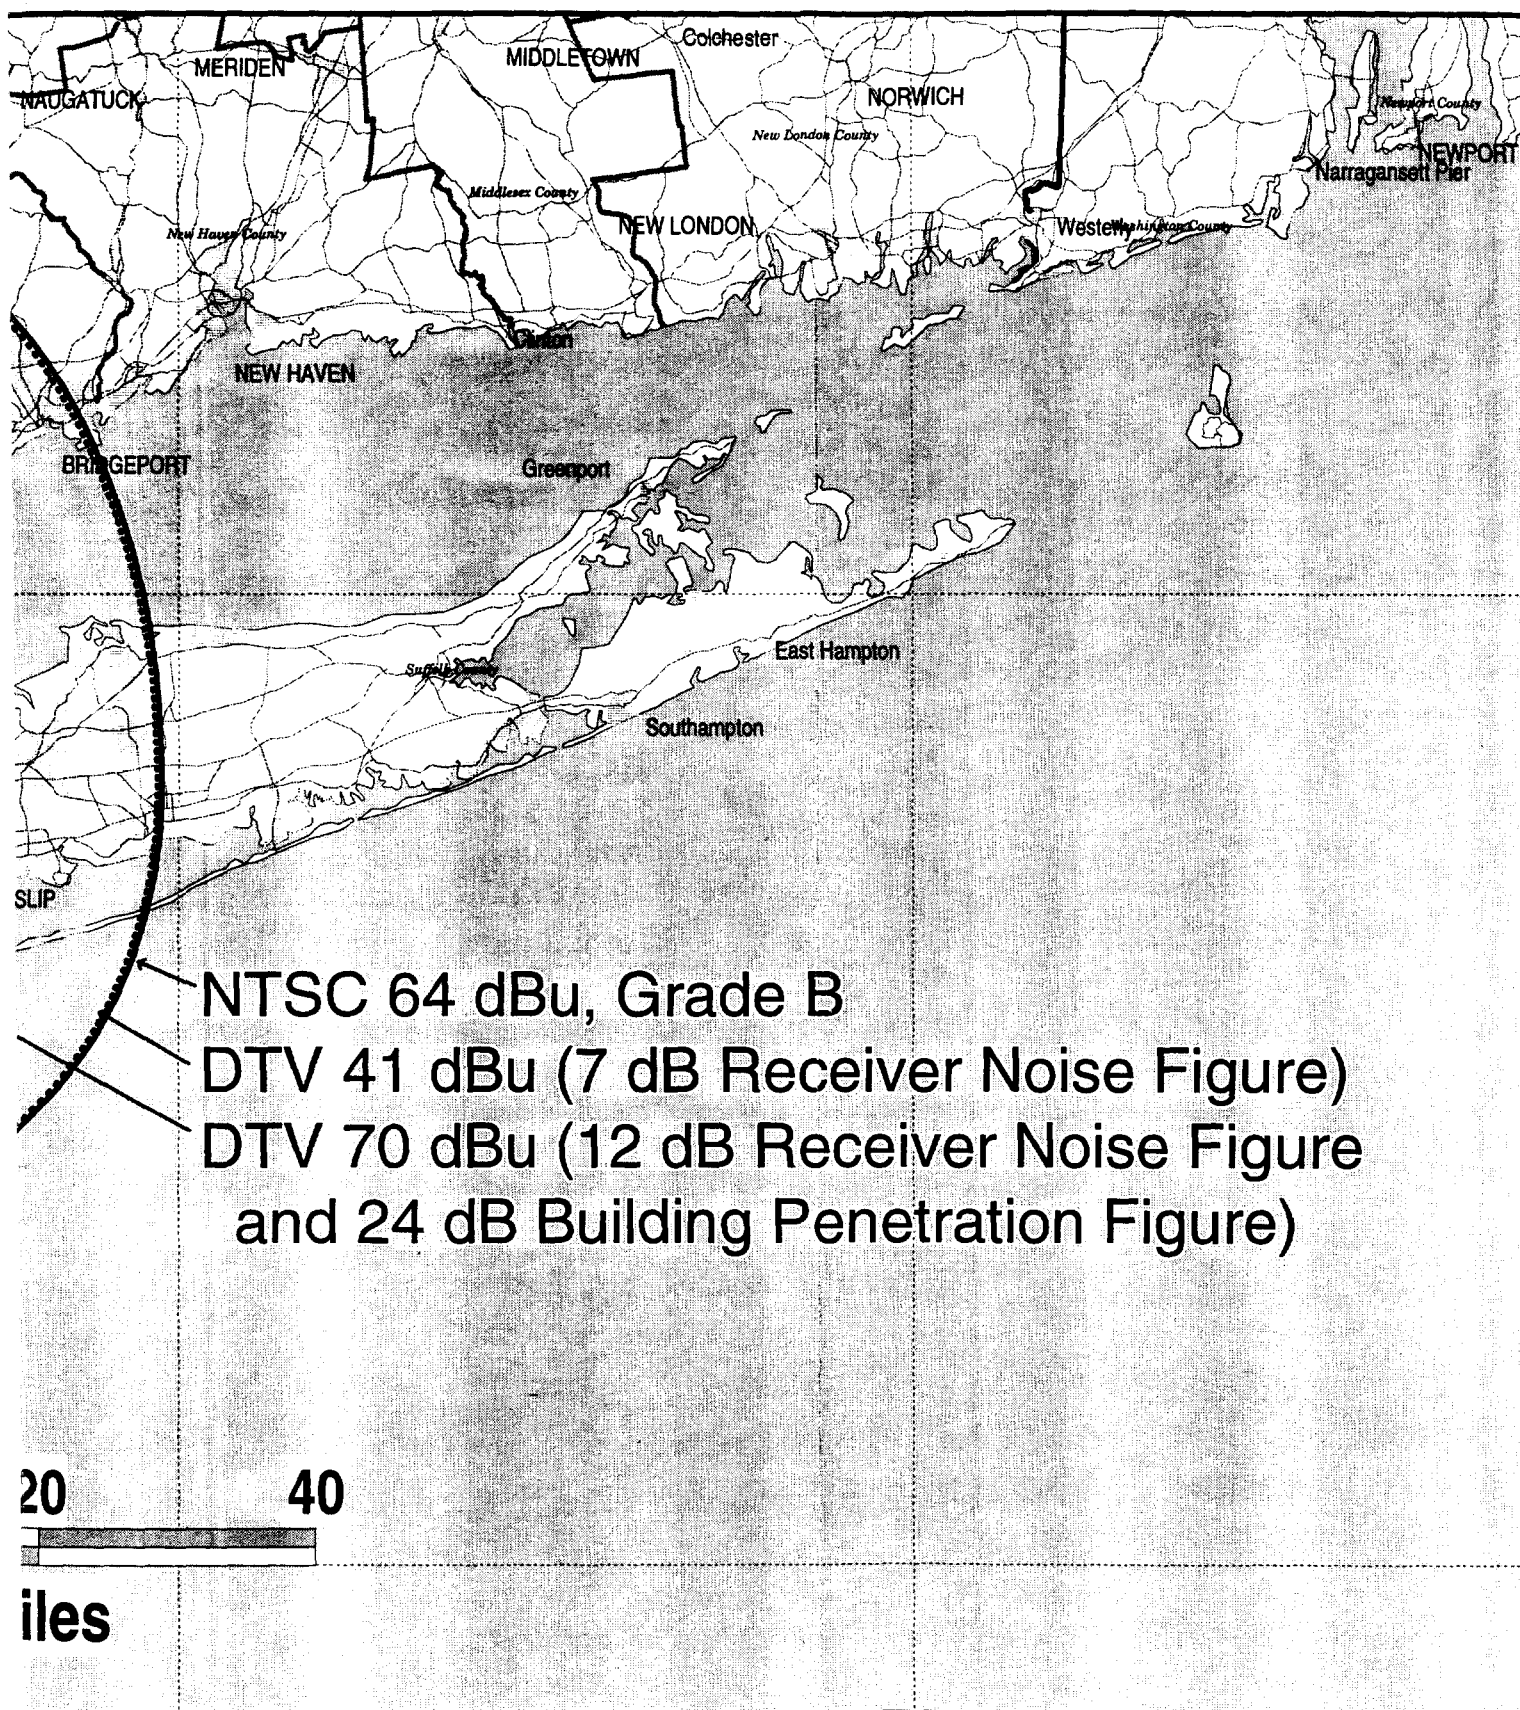 Colchester
MERIDEN
MIDDLETOWN
NAUGATUCK
NORWICH
Newport County
New London County
NEWPORT
Narragansett Pier
Middlesex County
New Haven County
NEW LONDON
Westerly
Washington County
Clinton
NEW HAVEN
BRIDGEPORT
Greenport
East Hampton
Suffolk County
Southampton
SLIP
NTSC 64 dBu, Grade B
DTV 41 dBu (7 dB Receiver Noise Figure)
DTV 70 dBu (12 dB Receiver Noise Figure
and 24 dB Building Penetration Figure)
20 40
iles